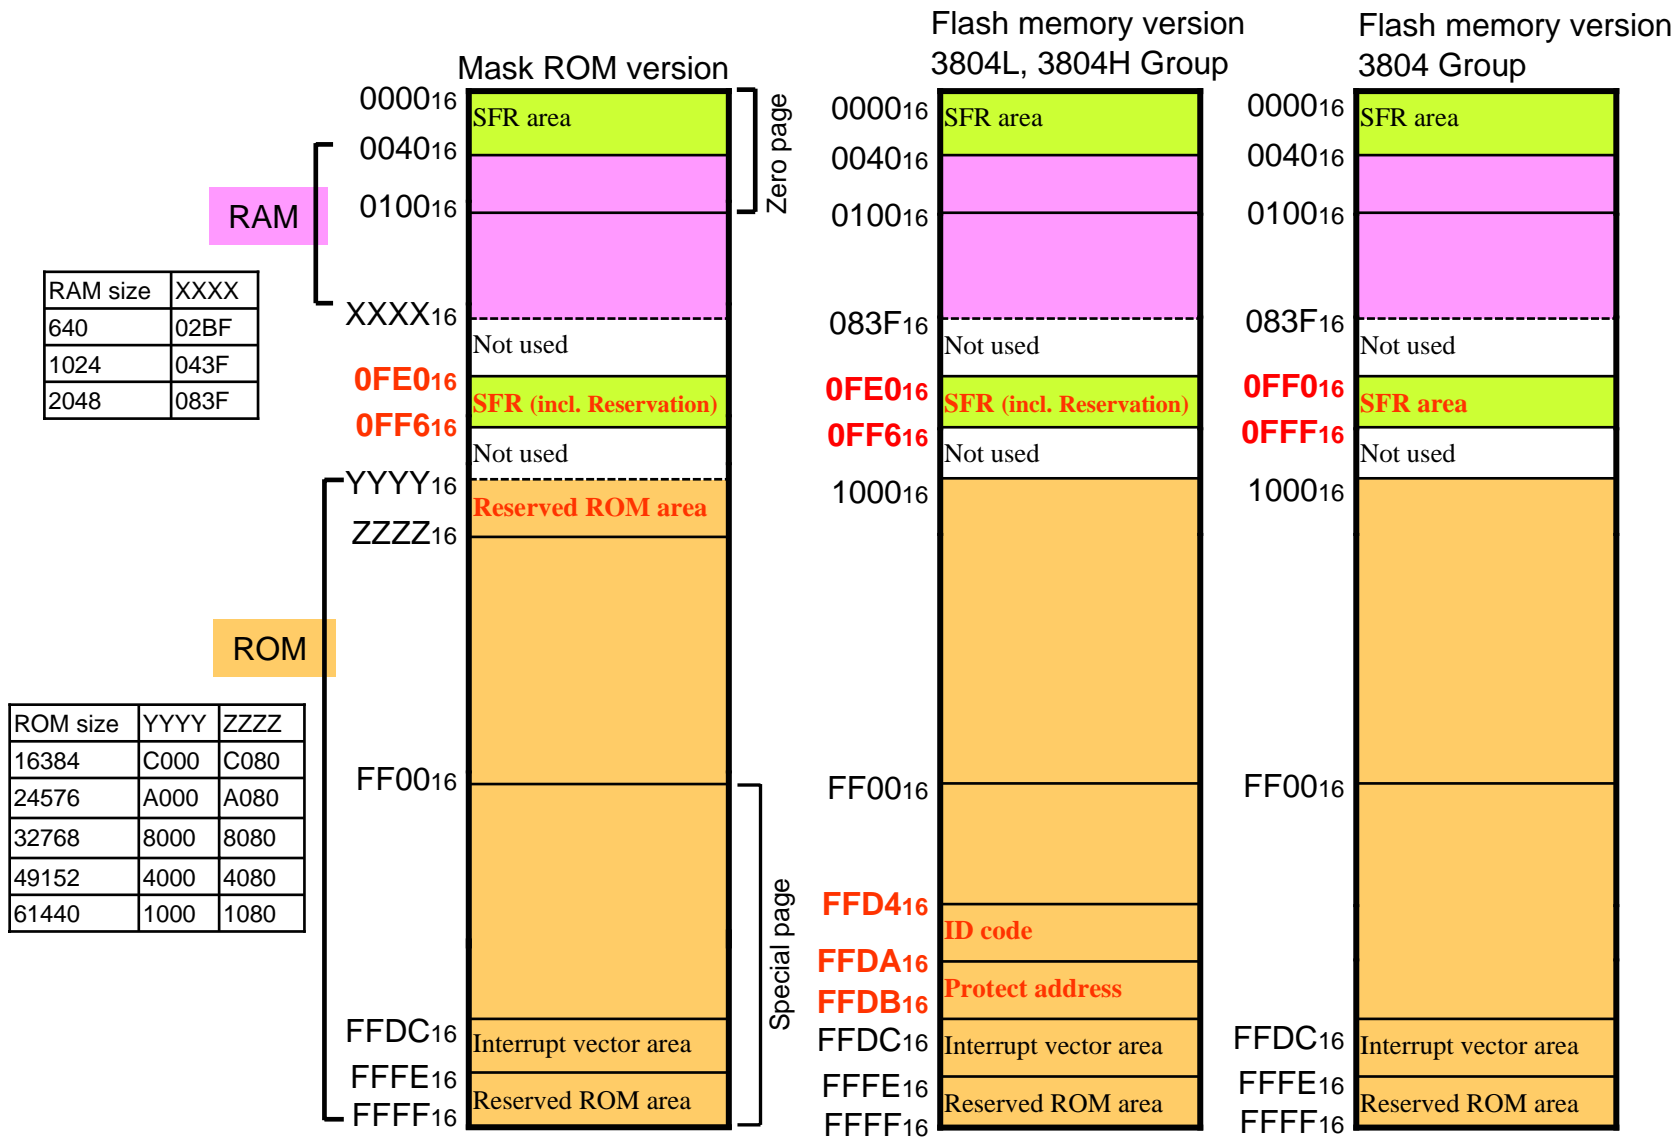 Mask ROM version
000016
SFR area
004016
010016
XXXX16
Not used
0FE016
SFR (incl. Reservation)
0FF616
Not used
YYYY16
Reserved ROM area
ZZZZ16
FF0016
FFDC16
Interrupt vector area
FFFE16
Reserved ROM area
FFFF16
Zero page
Special page
RAM
RAM size XXXX
640 02BF
1024 043F
2048 083F
ROM
ROM size YYYY ZZZZ
16384 C000 C080
24576 A000 A080
32768 8000 8080
49152 4000 4080
61440 1000 1080
Flash memory version
3804L, 3804H Group
000016
SFR area
004016
010016
083F16
Not used
0FE016
SFR (incl. Reservation)
0FF616
Not used
100016
FF0016
FFD416
ID code
FFDA16
Protect address
FFDB16
FFDC16
Interrupt vector area
FFFE16
Reserved ROM area
FFFF16
Flash memory version
3804 Group
000016
SFR area
004016
010016
083F16
Not used
0FF016
SFR area
0FFF16
Not used
100016
FF0016
FFDC16
Interrupt vector area
FFFE16
Reserved ROM area
FFFF16